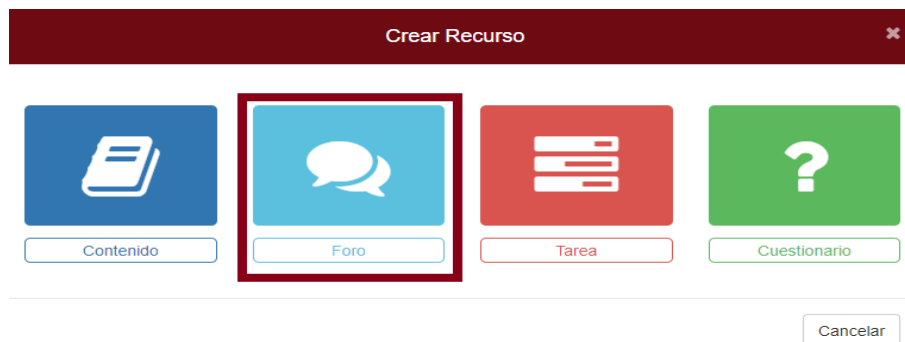 Crear Recurso
Contenido
Foro
Tarea
Cuestionario
Cancelar